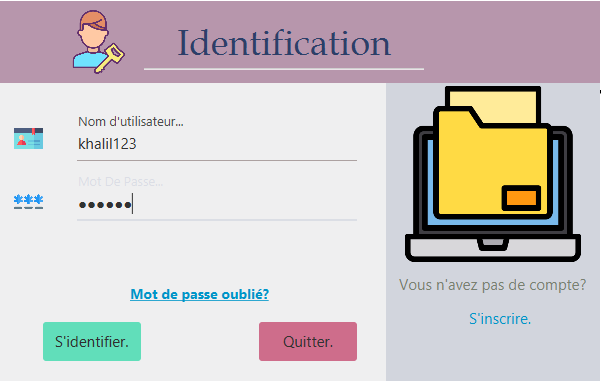 Identification
Nom d'utilisateur...
khalil123
Mot De Passe...
••••••
Mot de passe oublié?
S'identifier.
Quitter.
Vous n'avez pas de compte?
S'inscrire.